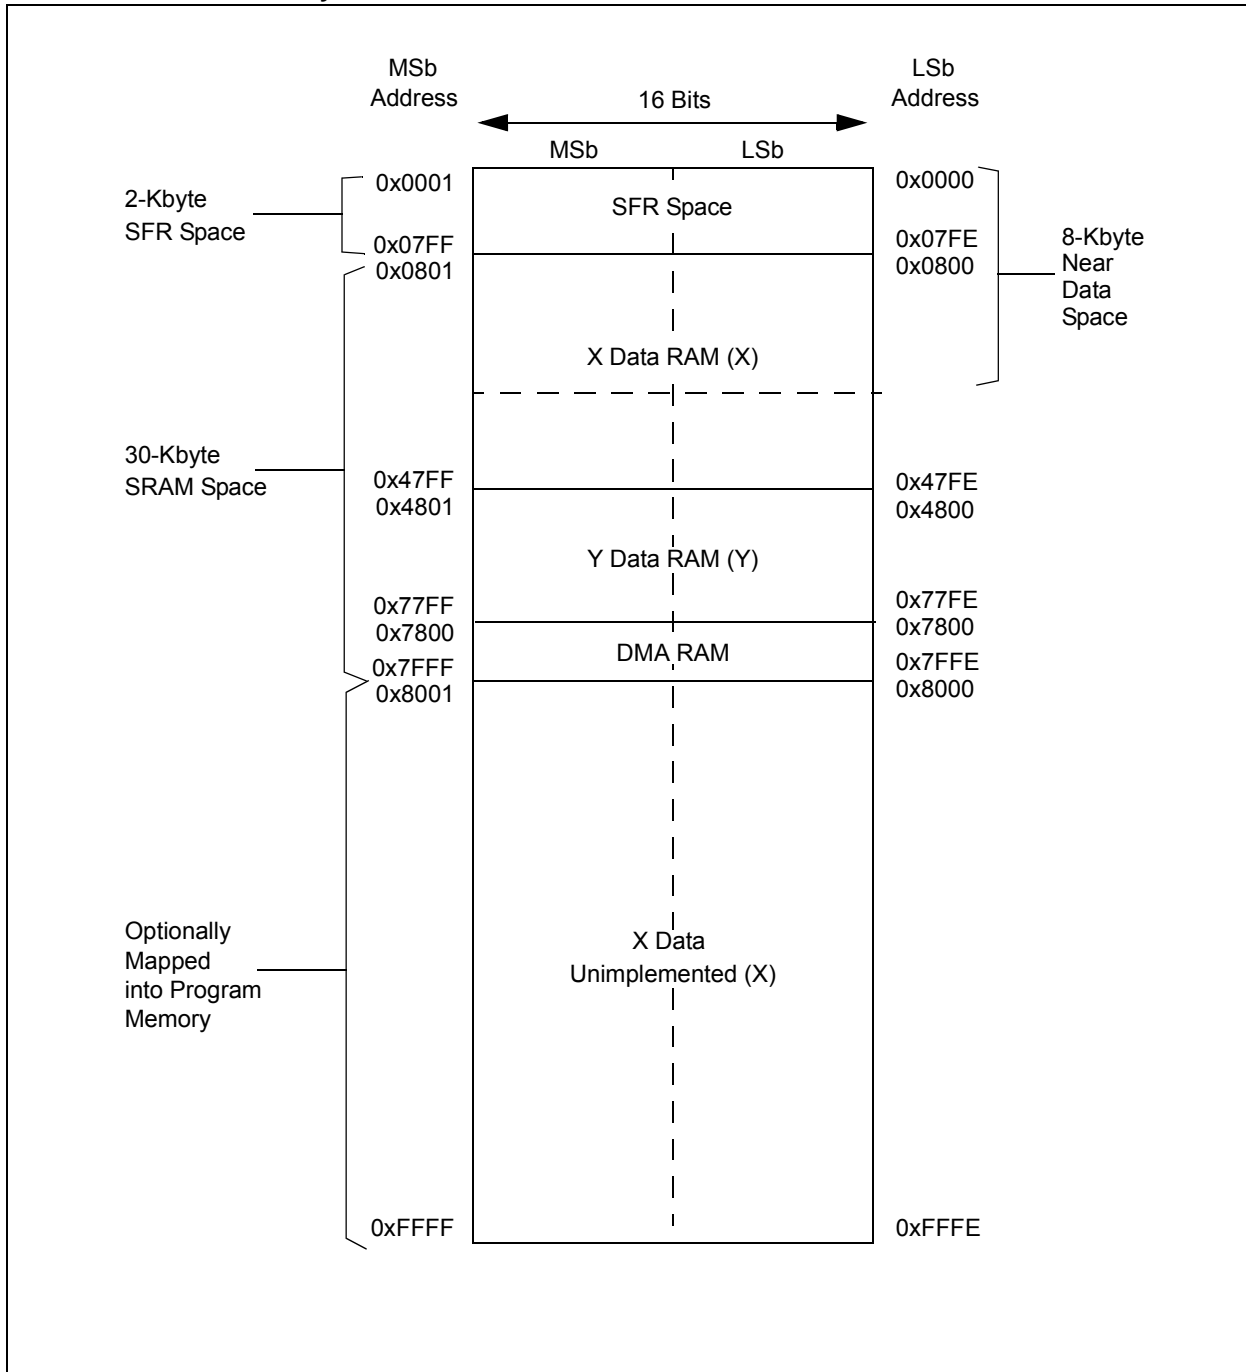 MSb
Address
LSb
Address
16 Bits
MSb
LSb
0x0001
0x0000
2-Kbyte
SFR Space
SFR Space
0x07FF
0x07FE
0x0801
0x0800
8-Kbyte
Near
Data
Space
X Data RAM (X)
30-Kbyte
SRAM Space
0x47FF
0x47FE
0x4801
0x4800
Y Data RAM (Y)
0x77FF
0x77FE
0x7800
0x7800
DMA RAM
0x7FFF
0x7FFE
0x8001
0x8000
Optionally
Mapped
into Program
Memory
X Data
Unimplemented (X)
0xFFFF
0xFFFE